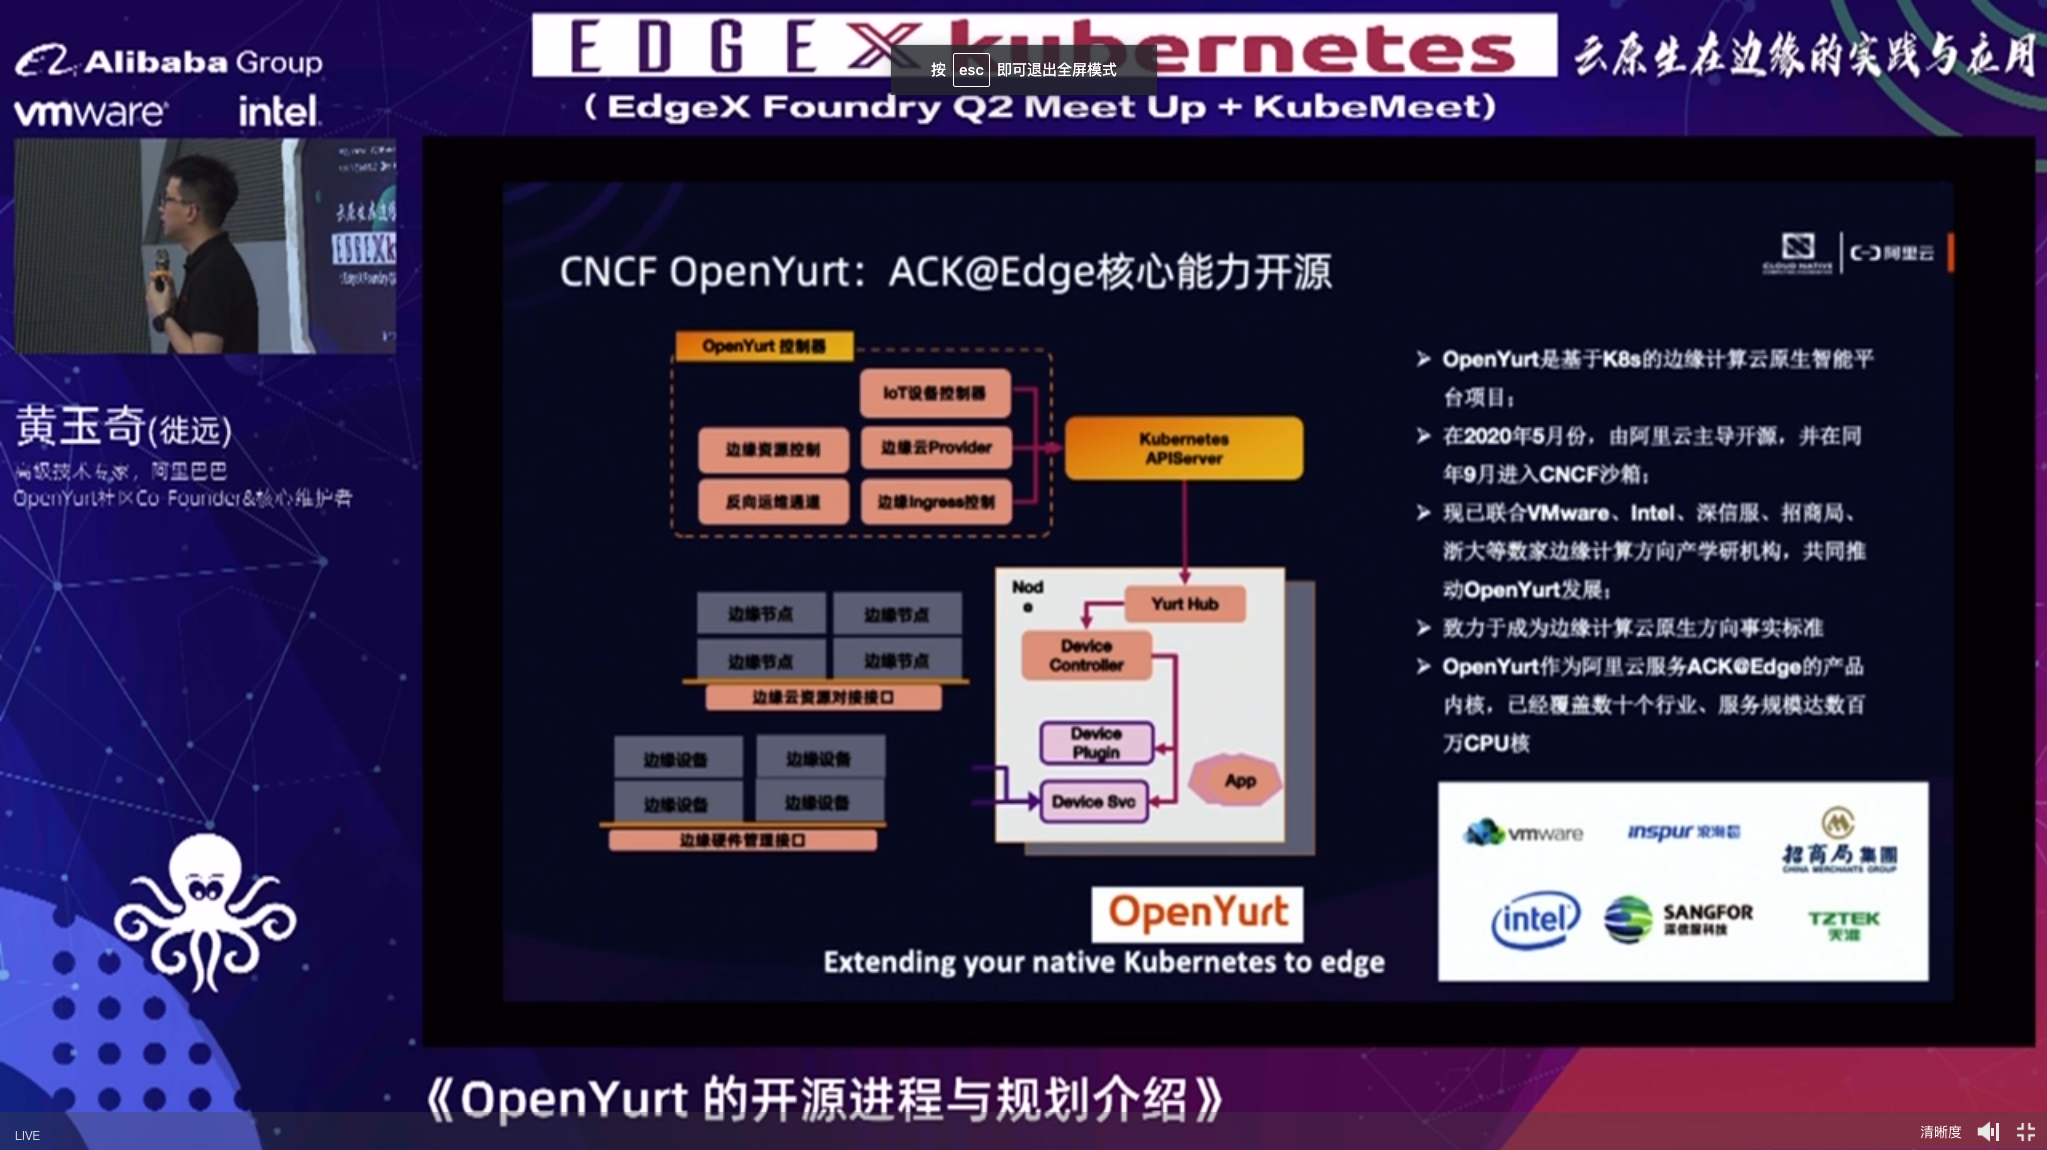 Alibaba Group
vmware intel
EDGEX kubernetes
按 esc 即可退出全屏模式
云原生在边缘的实践与应用
( EdgeX Foundry Q2 Meet Up + KubeMeet)
黄玉奇(徙远)
高级技术专家，阿里巴巴
OpenYurt社区Co-Founder&核心维护者
CLOUD NATIVE
阿里云
CNCF OpenYurt：ACK@Edge核心能力开源
OpenYurt 控制器
IoT设备控制器
边缘资源控制
边缘云Provider
反向运维通道
边缘Ingress控制
Kubernetes
APIServer
Nod
e
Yurt Hub
Device
Controller
Device
Plugin
Device Svc
App
边缘节点 边缘节点
边缘节点 边缘节点
边缘云资源对接接口
边缘设备 边缘设备
边缘设备 边缘设备
边缘硬件管理接口
OpenYurt
Extending your native Kubernetes to edge
➢ OpenYurt是基于K8s的边缘计算云原生智能平
台项目；
➢ 在2020年5月份，由阿里云主导开源，并在同
年9月进入CNCF沙箱；
➢ 现已联合VMware、Intel、深信服、招商局、
浙大等数家边缘计算方向产学研机构，共同推
动OpenYurt发展；
➢ 致力于成为边缘计算云原生方向事实标准
➢ OpenYurt作为阿里云服务ACK@Edge的产品
内核，已经覆盖数十个行业、服务规模达数百
万CPU核
vmware
inspur 浪潮
招商局集团
CHINA MERCHANTS GROUP
intel
SANGFOR
深信服科技
TZTEK
天准
《OpenYurt 的开源进程与规划介绍》
LIVE
清晰度